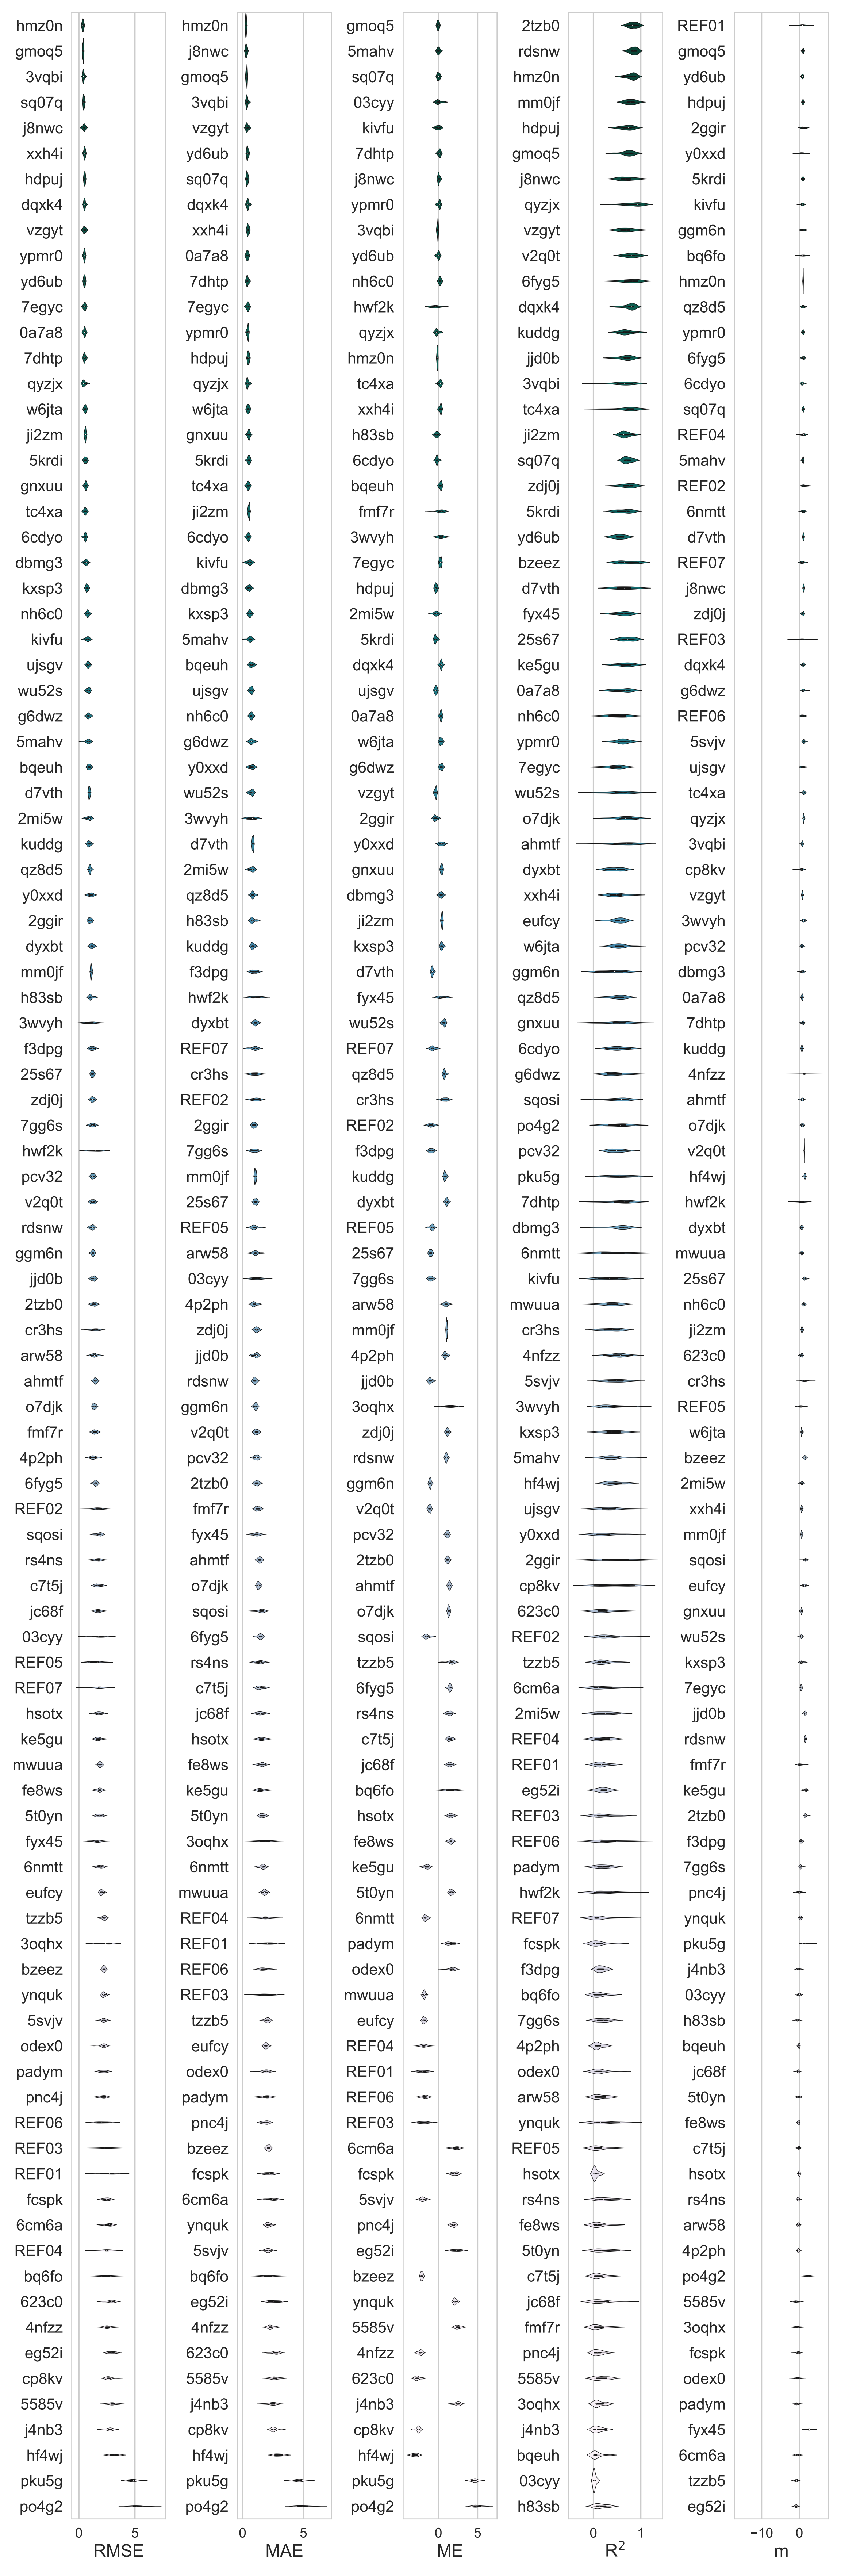 hmz0n
gmoq5
3vqbi
sq07q
j8nwc
xxh4i
hdpuj
dqxk4
vzgyt
ypmr0
yd6ub
7egyc
0a7a8
7dhtp
qyzjx
w6jta
ji2zm
5krdi
gnxuu
tc4xa
6cdyo
dbmg3
kxsp3
nh6c0
kivfu
ujsgv
wu52s
g6dwz
5mahv
bqeuh
d7vth
2mi5w
kuddg
qz8d5
y0xxd
2ggir
dyxbt
mm0jf
h83sb
3wvyh
f3dpg
25s67
zdj0j
7gg6s
hwf2k
pcv32
v2q0t
rdsnw
ggm6n
jjd0b
2tzb0
cr3hs
arw58
ahmtf
o7djk
fmf7r
4p2ph
6fyg5
REF02
sqosi
rs4ns
c7t5j
jc68f
03cyy
REF05
REF07
hsotx
ke5gu
mwuua
fe8ws
5t0yn
fyx45
6nmtt
eufcy
tzzb5
3oqhx
bzeez
ynquk
5svjv
odex0
padym
pnc4j
REF06
REF03
REF01
fcspk
6cm6a
REF04
bq6fo
623c0
4nfzz
eg52i
cp8kv
5585v
j4nb3
hf4wj
pku5g
po4g2
0 5
RMSE
hmz0n
j8nwc
gmoq5
3vqbi
vzgyt
yd6ub
sq07q
dqxk4
xxh4i
0a7a8
7dhtp
7egyc
ypmr0
hdpuj
qyzjx
w6jta
gnxuu
5krdi
tc4xa
ji2zm
6cdyo
kivfu
dbmg3
kxsp3
5mahv
bqeuh
ujsgv
nh6c0
g6dwz
y0xxd
wu52s
3wvyh
d7vth
2mi5w
qz8d5
h83sb
kuddg
f3dpg
hwf2k
dyxbt
REF07
cr3hs
REF02
2ggir
7gg6s
mm0jf
25s67
REF05
arw58
03cyy
4p2ph
zdj0j
jjd0b
rdsnw
ggm6n
v2q0t
pcv32
2tzb0
fmf7r
fyx45
ahmtf
o7djk
sqosi
6fyg5
rs4ns
c7t5j
jc68f
hsotx
fe8ws
ke5gu
5t0yn
3oqhx
6nmtt
mwuua
REF04
REF01
REF06
REF03
tzzb5
eufcy
odex0
padym
pnc4j
bzeez
fcspk
6cm6a
ynquk
5svjv
bq6fo
eg52i
4nfzz
623c0
5585v
j4nb3
cp8kv
hf4wj
pku5g
po4g2
0 5
MAE
gmoq5
5mahv
sq07q
03cyy
kivfu
7dhtp
j8nwc
ypmr0
3vqbi
yd6ub
nh6c0
hwf2k
qyzjx
hmz0n
tc4xa
xxh4i
h83sb
6cdyo
bqeuh
fmf7r
3wvyh
7egyc
hdpuj
2mi5w
5krdi
dqxk4
ujsgv
0a7a8
w6jta
g6dwz
vzgyt
2ggir
y0xxd
gnxuu
dbmg3
ji2zm
kxsp3
d7vth
fyx45
wu52s
REF07
qz8d5
cr3hs
REF02
f3dpg
kuddg
dyxbt
REF05
25s67
7gg6s
arw58
mm0jf
4p2ph
jjd0b
3oqhx
zdj0j
rdsnw
ggm6n
v2q0t
pcv32
2tzb0
ahmtf
o7djk
sqosi
tzzb5
6fyg5
rs4ns
c7t5j
jc68f
bq6fo
hsotx
fe8ws
ke5gu
5t0yn
6nmtt
padym
odex0
mwuua
eufcy
REF04
REF01
REF06
REF03
6cm6a
fcspk
5svjv
pnc4j
eg52i
bzeez
ynquk
5585v
4nfzz
623c0
j4nb3
cp8kv
hf4wj
pku5g
po4g2
0 5
ME
2tzb0
rdsnw
hmz0n
mm0jf
hdpuj
gmoq5
j8nwc
qyzjx
vzgyt
v2q0t
6fyg5
dqxk4
kuddg
jjd0b
3vqbi
tc4xa
ji2zm
sq07q
zdj0j
5krdi
yd6ub
bzeez
d7vth
fyx45
25s67
ke5gu
0a7a8
nh6c0
ypmr0
7egyc
wu52s
o7djk
ahmtf
dyxbt
xxh4i
eufcy
w6jta
ggm6n
qz8d5
gnxuu
6cdyo
g6dwz
sqosi
po4g2
pcv32
pku5g
7dhtp
dbmg3
6nmtt
kivfu
mwuua
cr3hs
4nfzz
5svjv
3wvyh
kxsp3
5mahv
hf4wj
ujsgv
y0xxd
2ggir
cp8kv
623c0
REF02
tzzb5
6cm6a
2mi5w
REF04
REF01
eg52i
REF03
REF06
padym
hwf2k
REF07
fcspk
f3dpg
bq6fo
7gg6s
4p2ph
odex0
arw58
ynquk
REF05
hsotx
rs4ns
fe8ws
5t0yn
c7t5j
jc68f
fmf7r
pnc4j
5585v
3oqhx
j4nb3
bqeuh
03cyy
h83sb
0 1
R²
REF01
gmoq5
yd6ub
hdpuj
2ggir
y0xxd
5krdi
kivfu
ggm6n
bq6fo
hmz0n
qz8d5
ypmr0
6fyg5
6cdyo
sq07q
REF04
5mahv
REF02
6nmtt
d7vth
REF07
j8nwc
zdj0j
REF03
dqxk4
g6dwz
REF06
5svjv
ujsgv
tc4xa
qyzjx
3vqbi
cp8kv
vzgyt
3wvyh
pcv32
dbmg3
0a7a8
7dhtp
kuddg
4nfzz
ahmtf
o7djk
v2q0t
hf4wj
hwf2k
dyxbt
mwuua
25s67
nh6c0
ji2zm
623c0
cr3hs
REF05
w6jta
bzeez
2mi5w
xxh4i
mm0jf
sqosi
eufcy
gnxuu
wu52s
kxsp3
7egyc
jjd0b
rdsnw
fmf7r
ke5gu
2tzb0
f3dpg
7gg6s
pnc4j
ynquk
pku5g
j4nb3
03cyy
h83sb
bqeuh
jc68f
5t0yn
fe8ws
c7t5j
hsotx
rs4ns
arw58
4p2ph
po4g2
5585v
3oqhx
fcspk
odex0
padym
fyx45
6cm6a
tzzb5
eg52i
−10 0
m